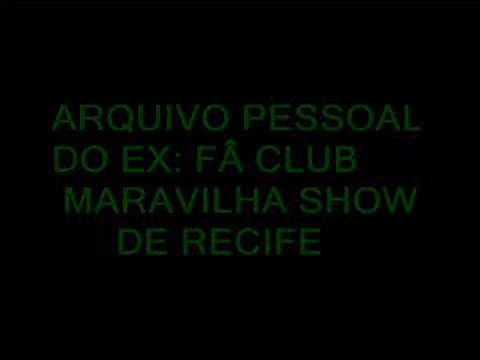 ARQUIVO PESSOAL
DO EX: FÂ CLUB
MARAVILHA SHOW
DE RECIFE